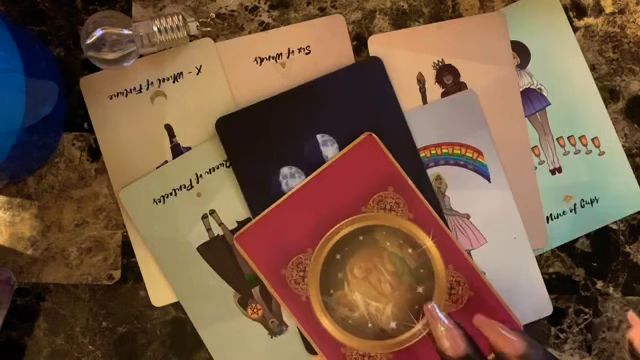 X - Wheel of Fortune
Six of Wands
Queen of Pentacles
Nine of Cups